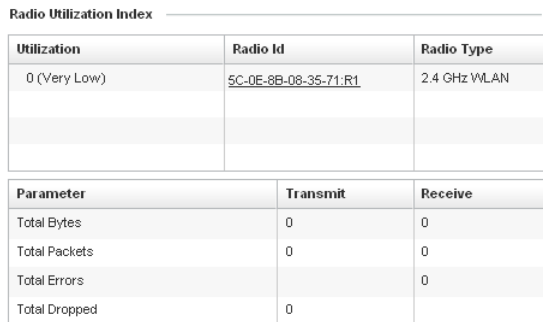 Radio Utilization Index
Utilization Radio Id Radio Type
0 (Very Low) 5C-0E-8B-08-35-71:R1 2.4 GHz WLAN
Parameter Transmit Receive
Total Bytes 0 0
Total Packets 0 0
Total Errors 0
Total Dropped 0